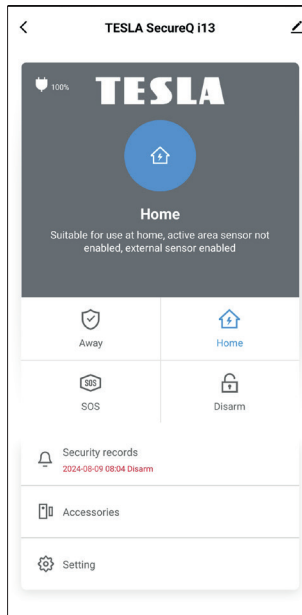 TESLA SecureQ i13
100%
TESLA
Home
Suitable for use at home, active area sensor not
enabled, external sensor enabled
Away
Home
SOS
SOS
Disarm
Security records
2024-08-09 08:04 Disarm
Accessories
Setting